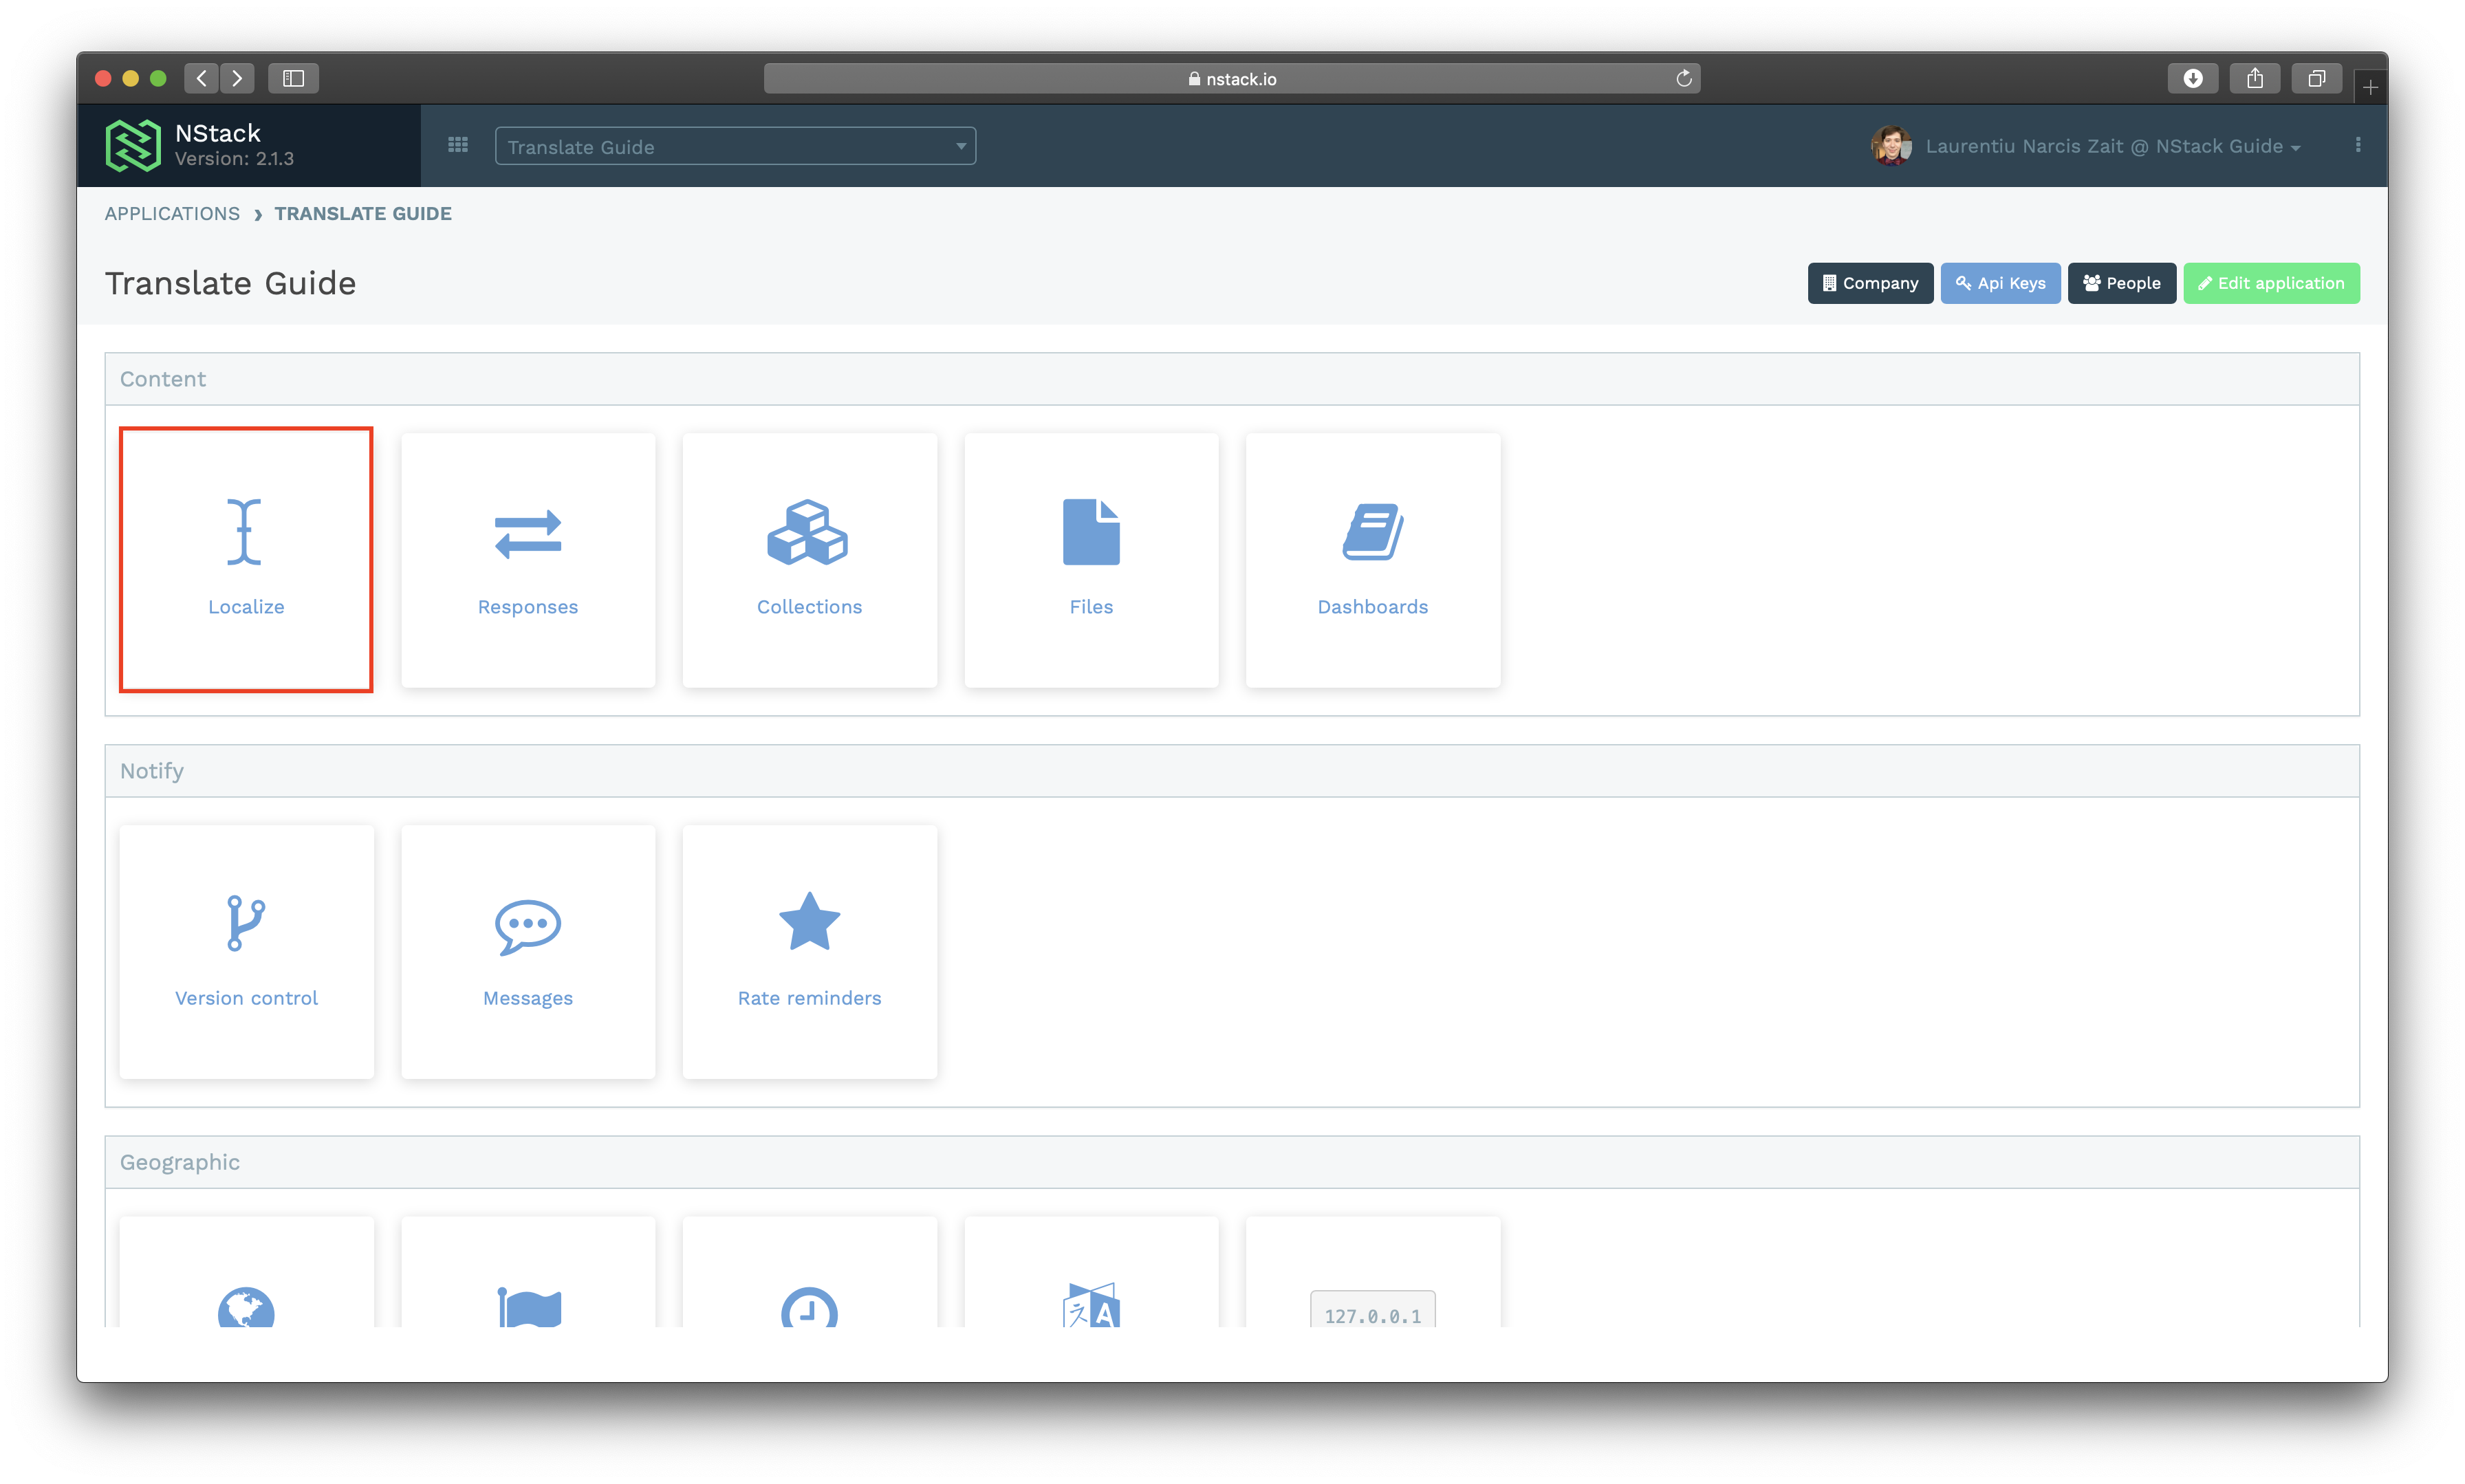 nstack.io
NStack
Version: 2.1.3
Translate Guide
Laurentiu Narcis Zait @ NStack Guide
APPLICATIONS › TRANSLATE GUIDE
Translate Guide
Company
Api Keys
People
Edit application
Content
Localize
Responses
Collections
Files
Dashboards
Notify
Version control
Messages
Rate reminders
Geographic
127.0.0.1